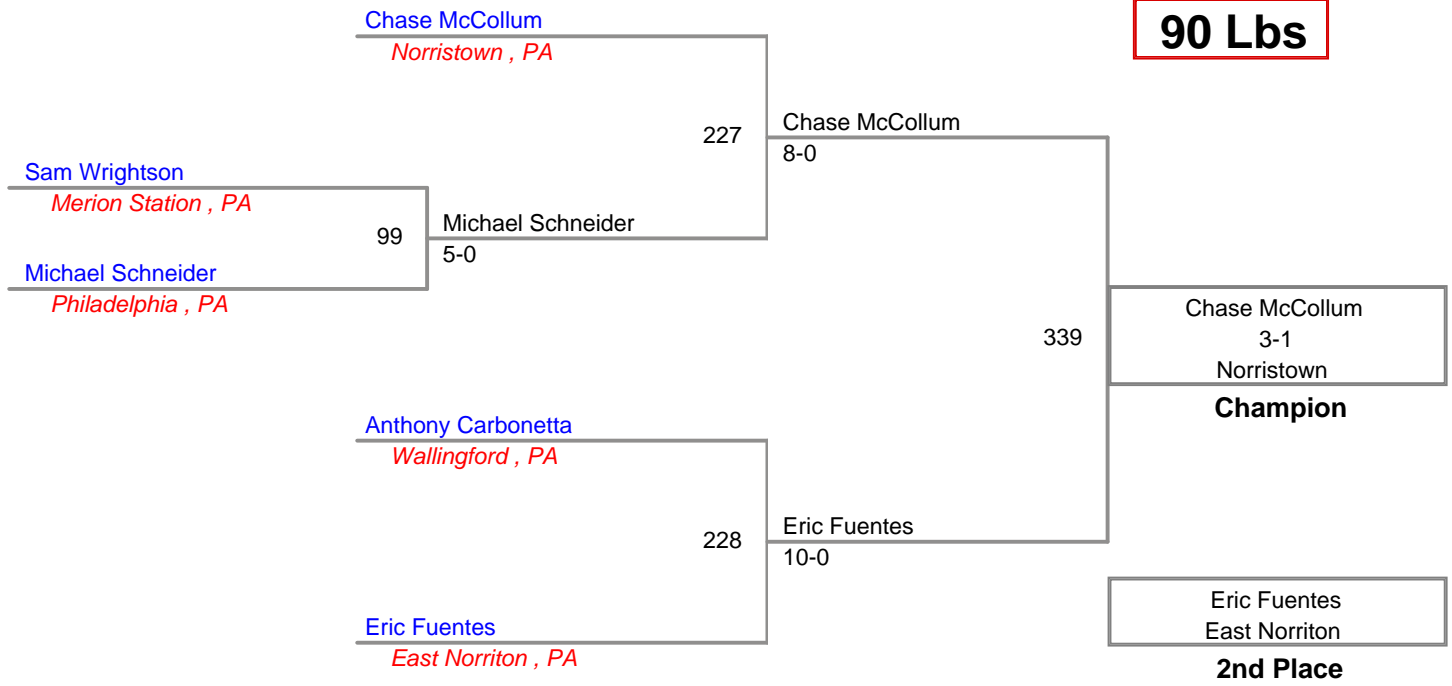 Chase McCollum
90 Lbs
Norristown , PA
227
Chase McCollum
8-0
Sam Wrightson
Merion Station , PA
99
Michael Schneider
5-0
Michael Schneider
Philadelphia , PA
339
Chase McCollum
3-1
Norristown
Champion
Anthony Carbonetta
Wallingford , PA
228
Eric Fuentes
10-0
Eric Fuentes
East Norriton
2nd Place
Eric Fuentes
East Norriton , PA